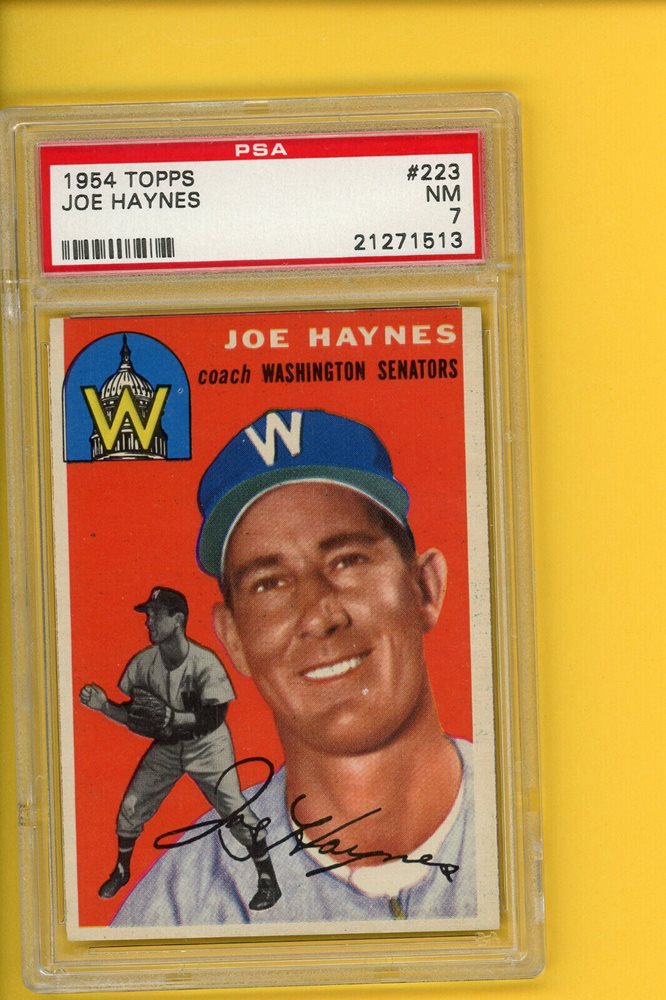 PSA
1954 TOPPS #223
JOE HAYNES NM
7
21271513
JOE HAYNES
coach WASHINGTON SENATORS
W
W
Joe Haynes